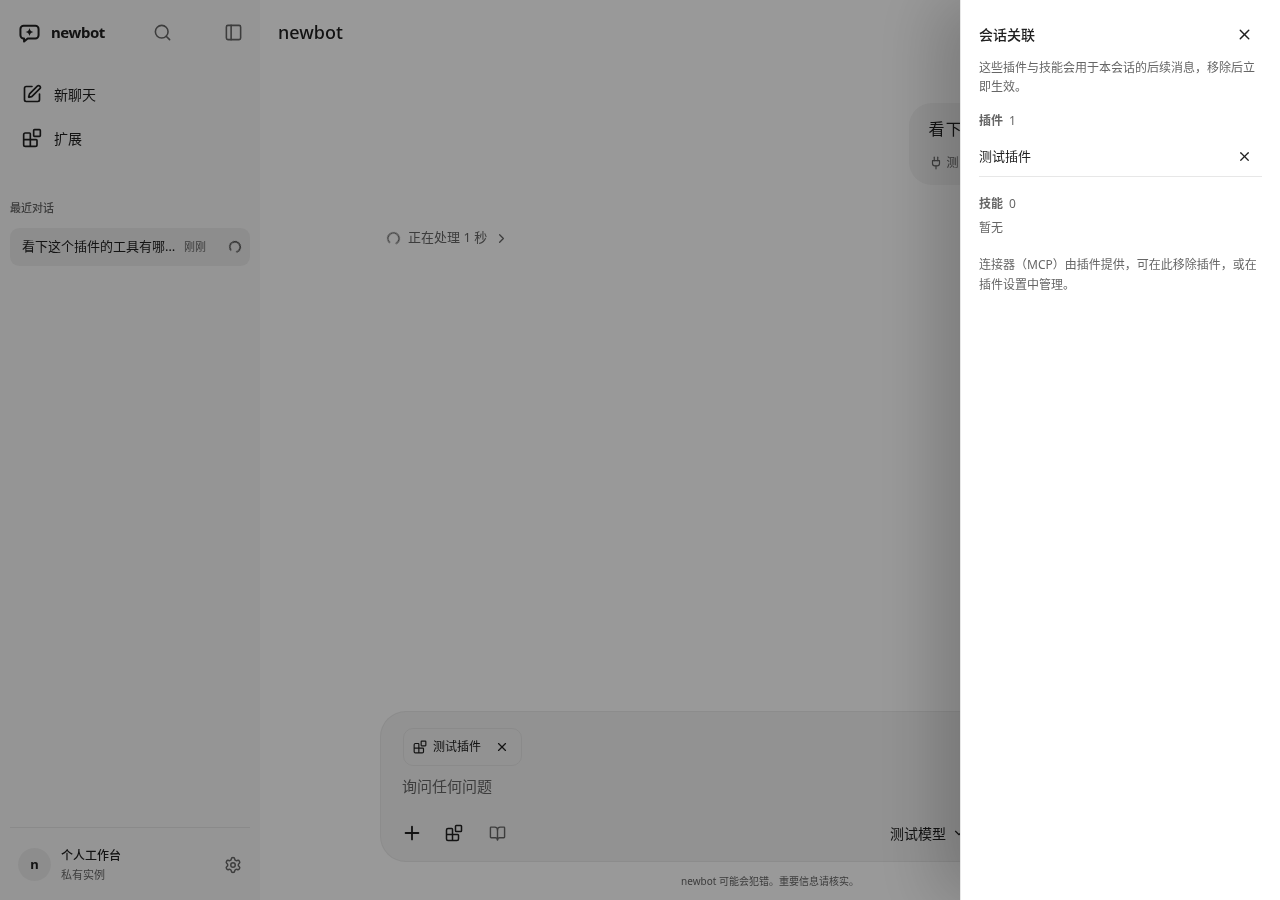 newbot
新聊天
扩展
最近对话
看下这个插件的工具有哪... 刚刚
n
个人工作台
私有实例
newbot
看下
测
正在处理 1 秒
测试插件
询问任何问题
测试模型
newbot 可能会犯错。重要信息请核实。
会话关联
这些插件与技能会用于本会话的后续消息，移除后立
即生效。
插件 1
测试插件
技能 0
暂无
连接器（MCP）由插件提供，可在此移除插件，或在
插件设置中管理。